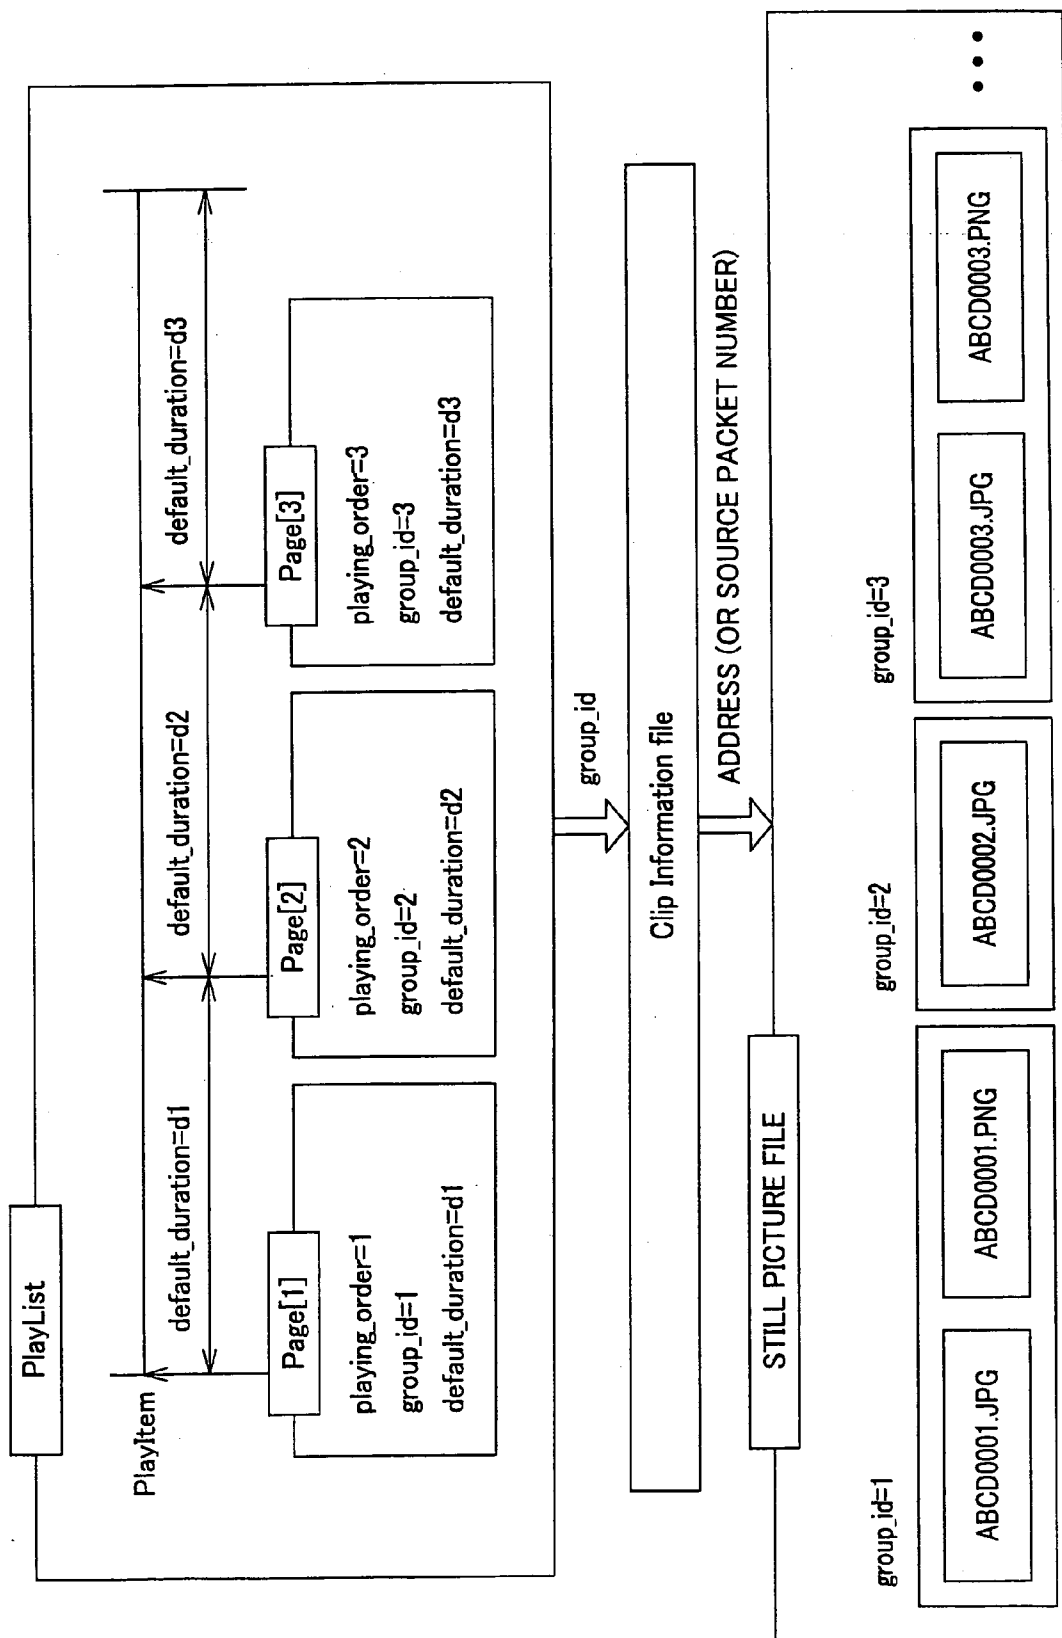 PlayList
PlayItem
default_duration=d1
default_duration=d2
default_duration=d3
Page[1]
playing_order=1
group_id=1
default_duration=d1
Page[2]
playing_order=2
group_id=2
default_duration=d2
Page[3]
playing_order=3
group_id=3
default_duration=d3
group_id
Clip Information file
ADDRESS (OR SOURCE PACKET NUMBER)
STILL PICTURE FILE
group_id=1
ABCD0001.JPG
ABCD0001.PNG
group_id=2
ABCD0002.JPG
group_id=3
ABCD0003.JPG
ABCD0003.PNG
• • •